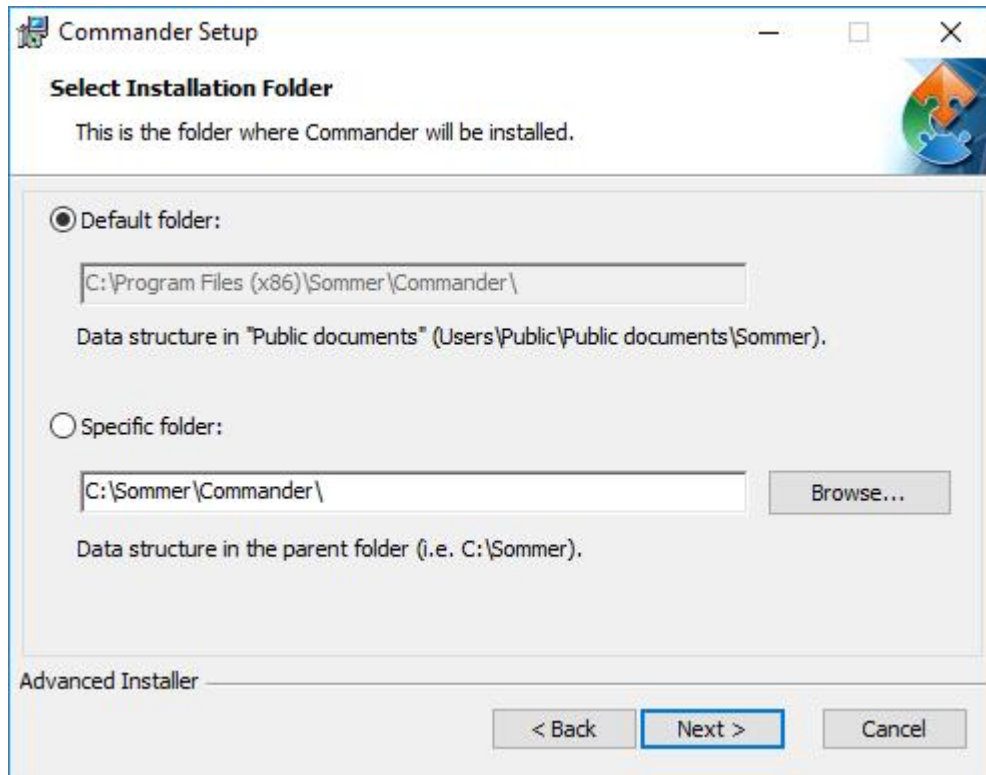 Commander Setup
Select Installation Folder
This is the folder where Commander will be installed.
Default folder:
C:\Program Files (x86)\Sommer\Commander\
Data structure in "Public documents" (Users\Public\Public documents\Sommer).
Specific folder:
C:\Sommer\Commander\
Browse...
Data structure in the parent folder (i.e. C:\Sommer).
Advanced Installer
< Back
Next >
Cancel